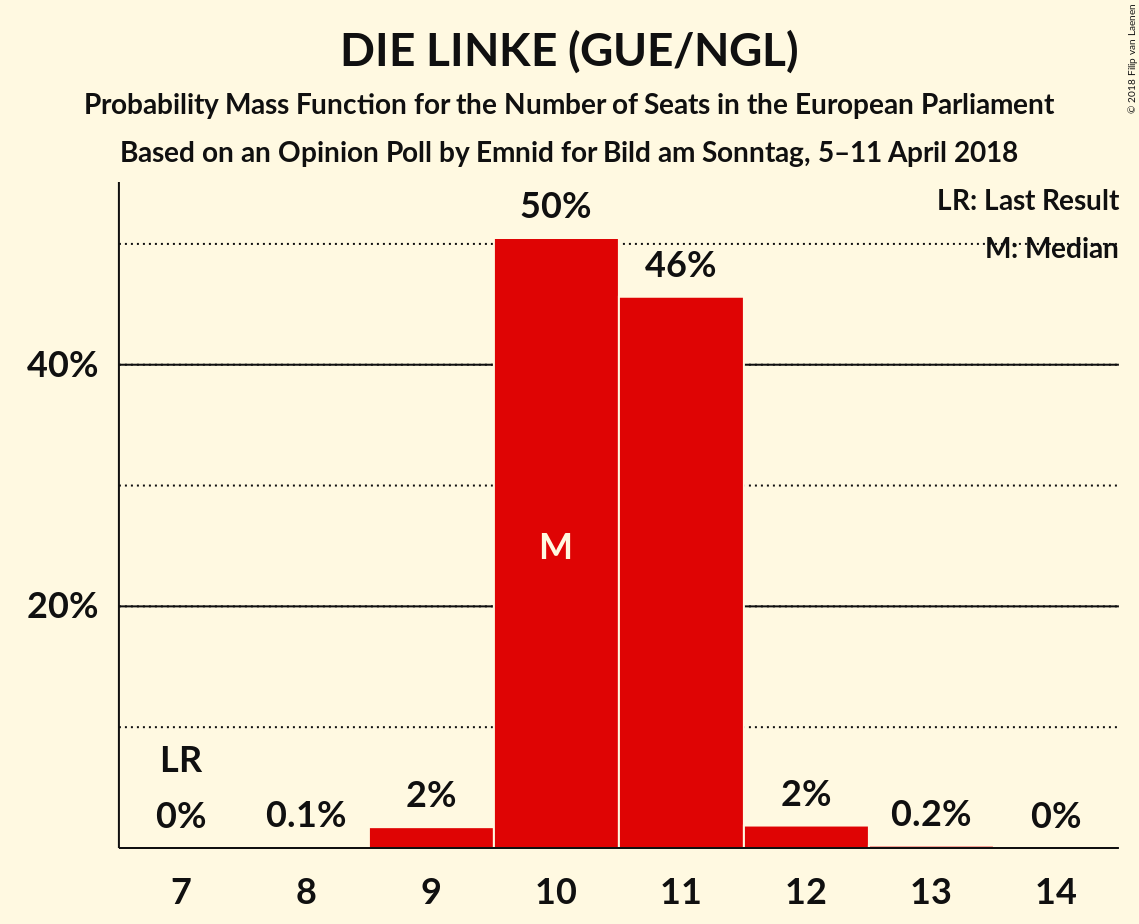 DIE LINKE (GUE/NGL)
Probability Mass Function for the Number of Seats in the European Parliament
Based on an Opinion Poll by Emnid for Bild am Sonntag, 5–11 April 2018
© 2018 Filip van Laenen
LR: Last Result
M: Median
50%
46%
40%
M
20%
LR
0%
0.1%
2%
2%
0.2%
0%
7
8
9
10
11
12
13
14